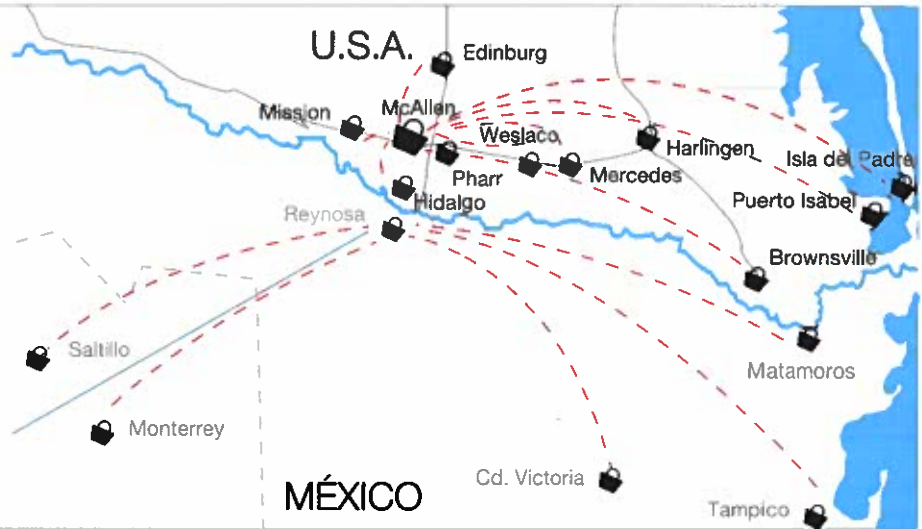 U.S.A.
Edinburg
Mission
McAllen
Weslaco
Harlingen
Isla del Padre
Pharr
Mercedes
Hidalgo
Puerto Isabel
Reynosa
Brownsville
Saltillo
Matamoros
Monterrey
Cd. Victoria
MÉXICO
Tampico